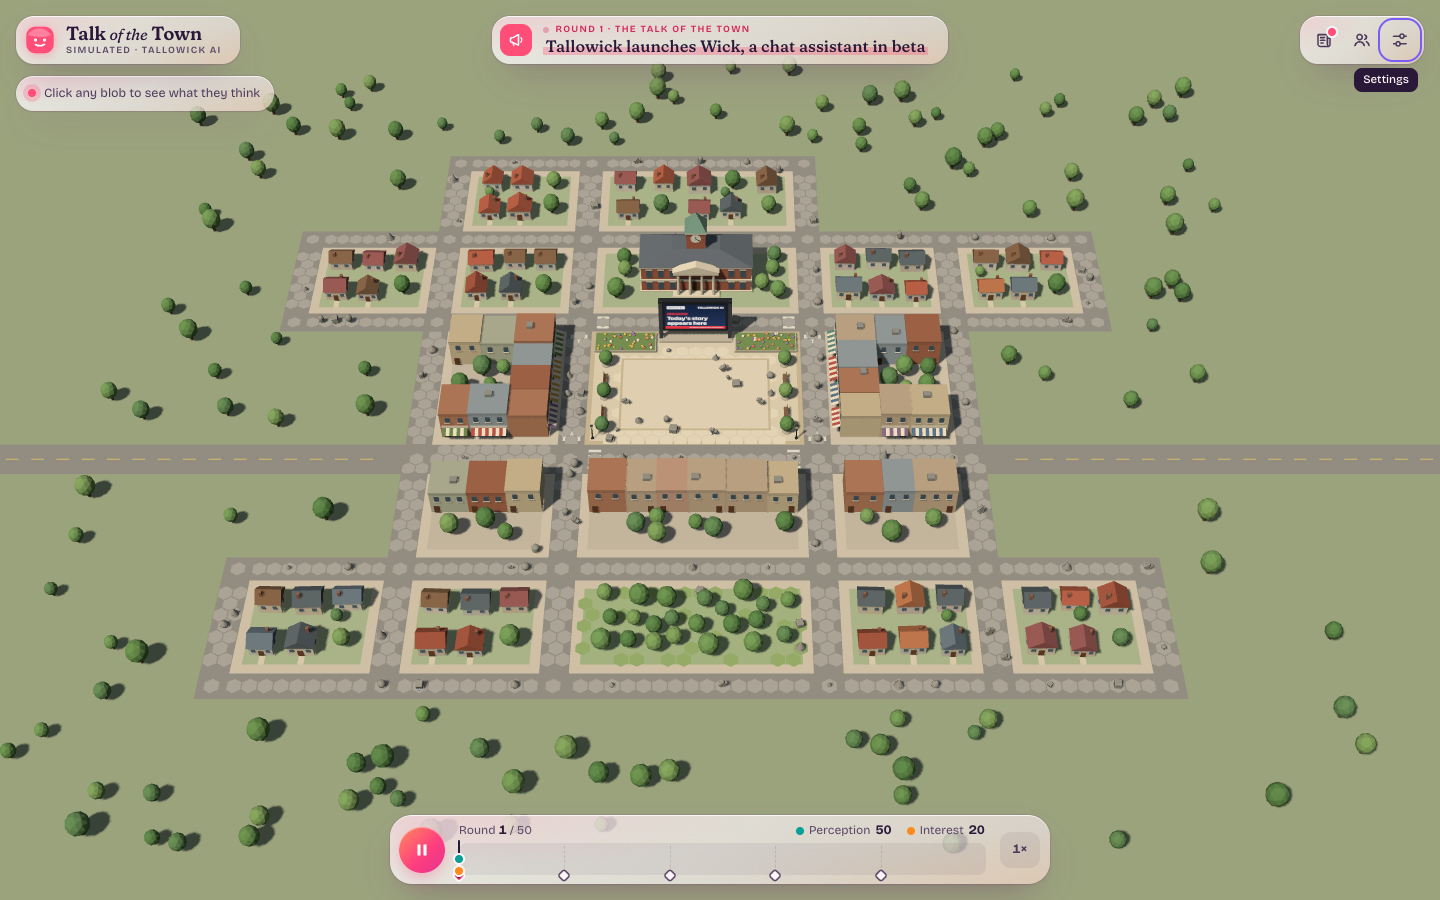 Talk of the Town
SIMULATED · TALLOWICK AI
Click any blob to see what they think
ROUND 1 · THE TALK OF THE TOWN
Tallowick launches Wick, a chat assistant in beta
Settings
TALLOWICK AI
Today's story
appears here
Round 1 / 50
Perception 50
Interest 20
1×